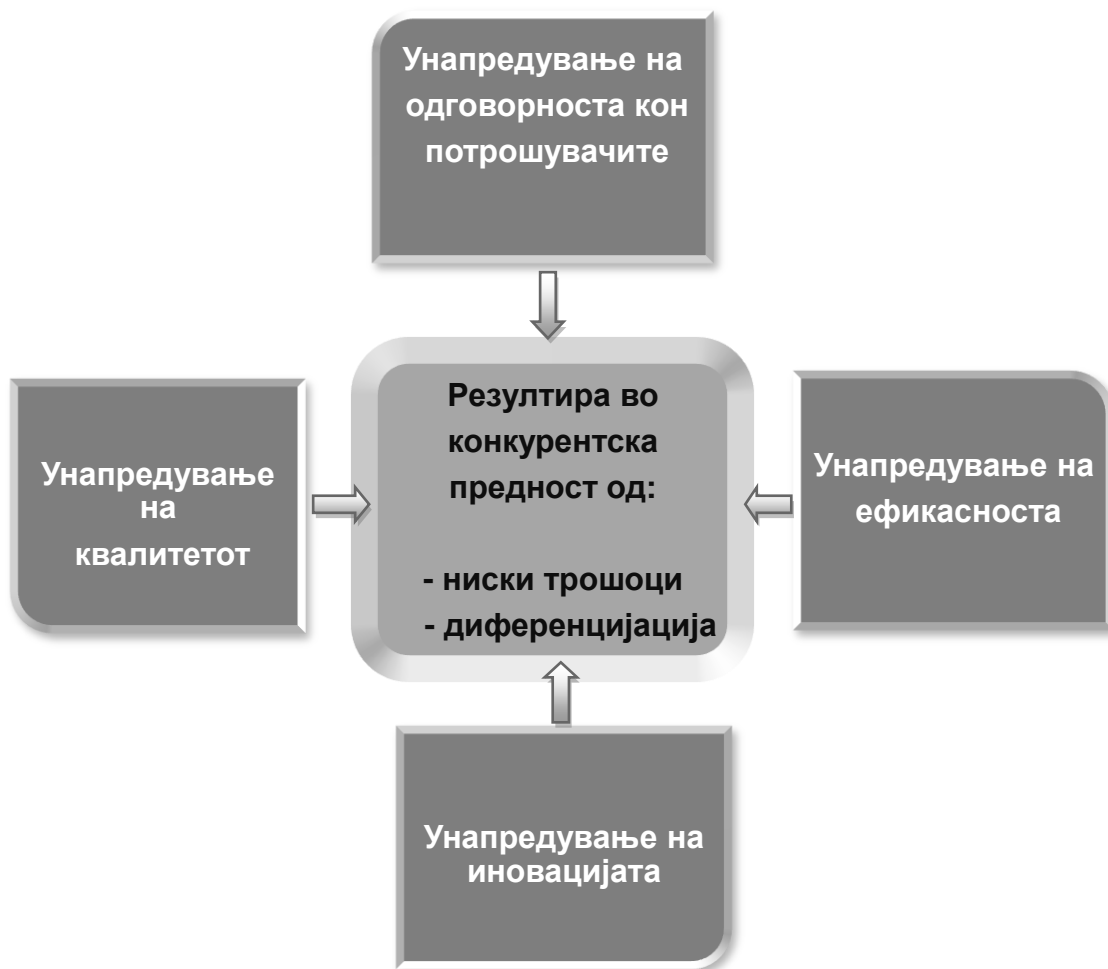 Унапредување на
одговорноста кон
потрошувачите
Резултира во
конкурентска
предност од:
- ниски трошоци
- диференцијација
Унапредување
на
квалитетот
Унапредување на
ефикасноста
Унапредување на
иновацијата